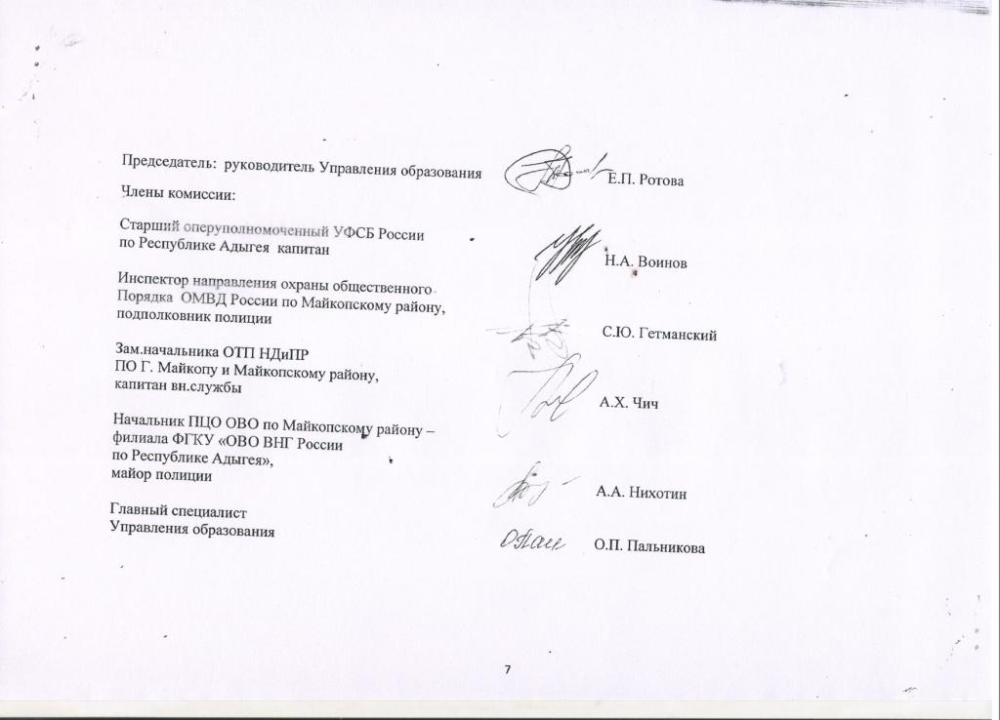 Председатель: руководитель Управления образования Е.П. Ротова
Члены комиссии:
Старший оперуполномоченный УФСБ России
по Республике Адыгея капитан Н.А. Воинов
Инспектор направления охраны общественного
Порядка ОМВД России по Майкопскому району,
подполковник полиции С.Ю. Гетманский
Зам.начальника ОТП НДиПР
ПО Г. Майкопу и Майкопскому району,
капитан вн.службы А.Х. Чич
Начальник ПЦО ОВО по Майкопскому району –
филиала ФГКУ «ОВО ВНГ России
по Республике Адыгея»,
майор полиции А.А. Нихотин
Главный специалист
Управления образования О.П. Пальникова
7